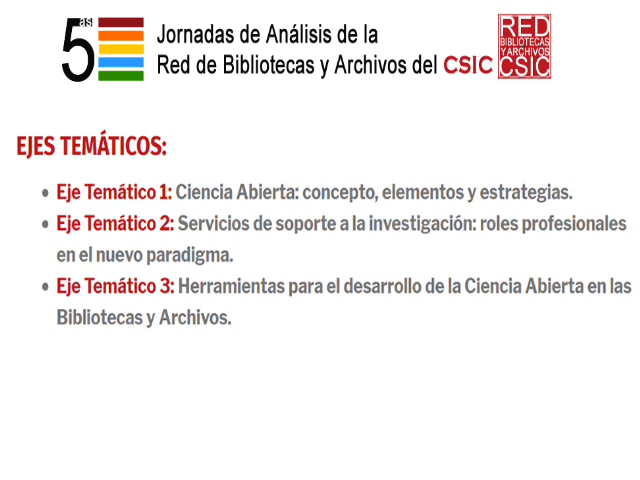 5as
Jornadas de Análisis de la
Red de Bibliotecas y Archivos del CSIC
RED
BIBLIOTECAS
Y ARCHIVOS
CSIC
EJES TEMÁTICOS:
• Eje Temático 1: Ciencia Abierta: concepto, elementos y estrategias.
• Eje Temático 2: Servicios de soporte a la investigación: roles profesionales
en el nuevo paradigma.
• Eje Temático 3: Herramientas para el desarrollo de la Ciencia Abierta en las
Bibliotecas y Archivos.